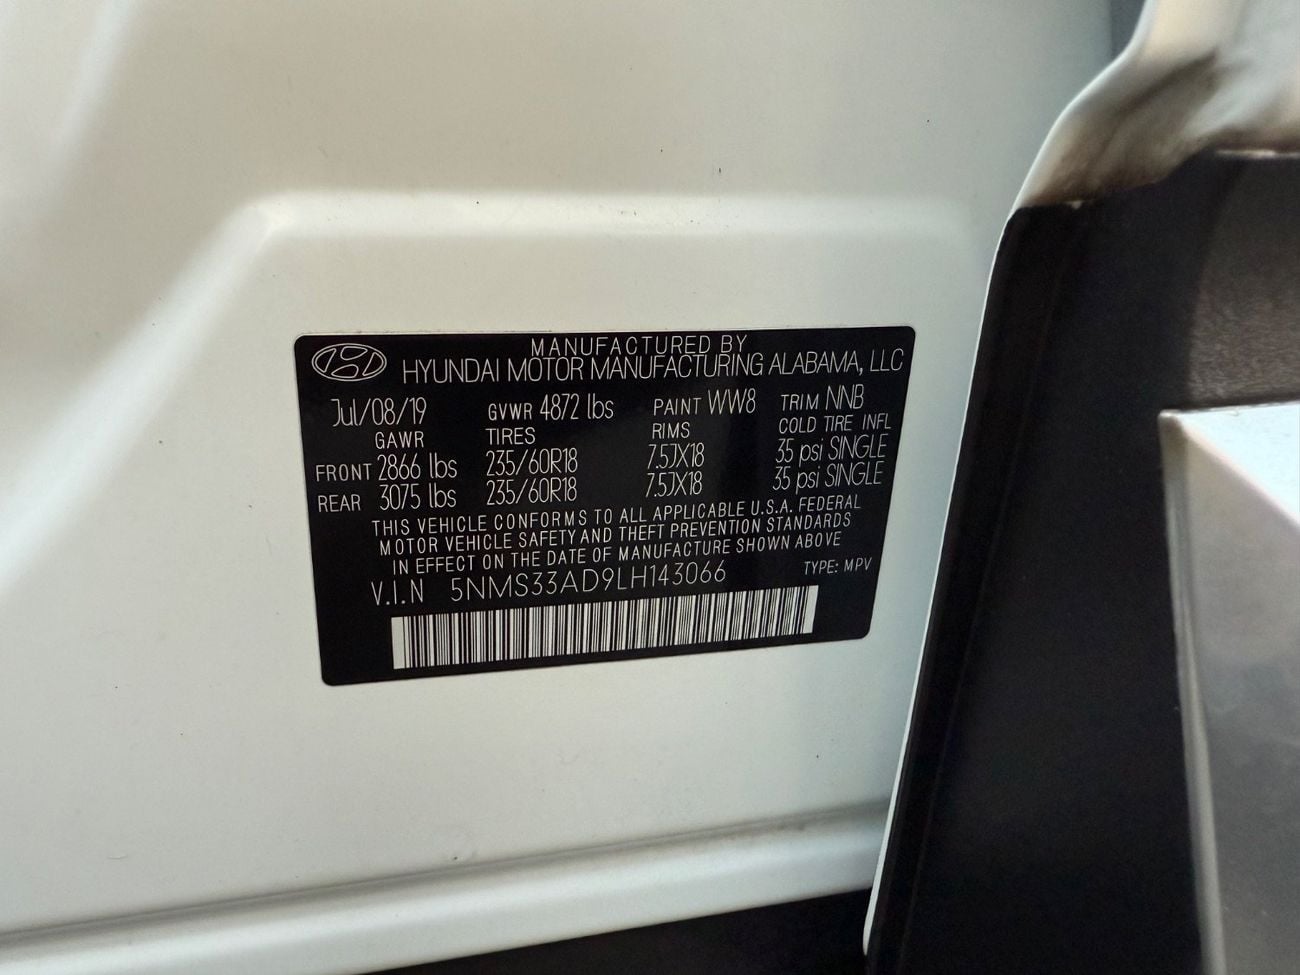 MANUFACTURED BY
HYUNDAI MOTOR MANUFACTURING ALABAMA, LLC
Jul/08/19 GVWR 4872 lbs PAINT WW8 TRIM NNB
GAWR TIRES RIMS COLD TIRE INFL
FRONT 2866 lbs 235/60R18 7.5JX18 35 psi SINGLE
REAR 3075 lbs 235/60R18 7.5JX18 35 psi SINGLE
THIS VEHICLE CONFORMS TO ALL APPLICABLE U.S.A. FEDERAL
MOTOR VEHICLE SAFETY AND THEFT PREVENTION STANDARDS
IN EFFECT ON THE DATE OF MANUFACTURE SHOWN ABOVE
V.I.N 5NMS33AD9LH143066 TYPE: MPV